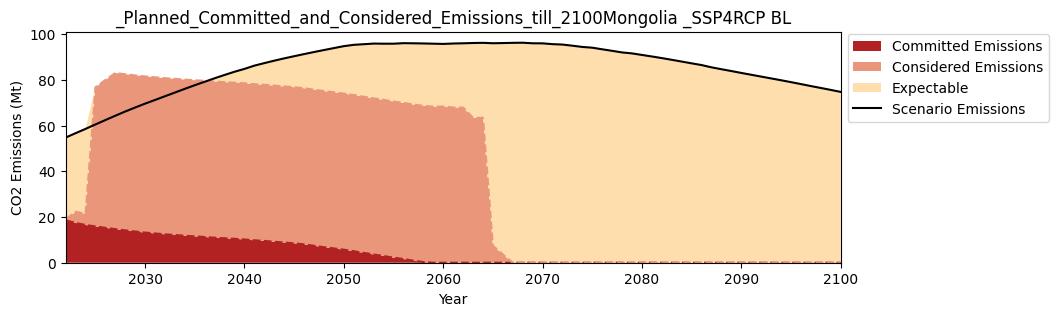 _Planned_Committed_and_Considered_Emissions_till_2100Mongolia _SSP4RCP BL
100
80
60
40
20
0
CO2 Emissions (Mt)
2030 2040 2050 2060 2070 2080 2090 2100
Year
Committed Emissions
Considered Emissions
Expectable
Scenario Emissions